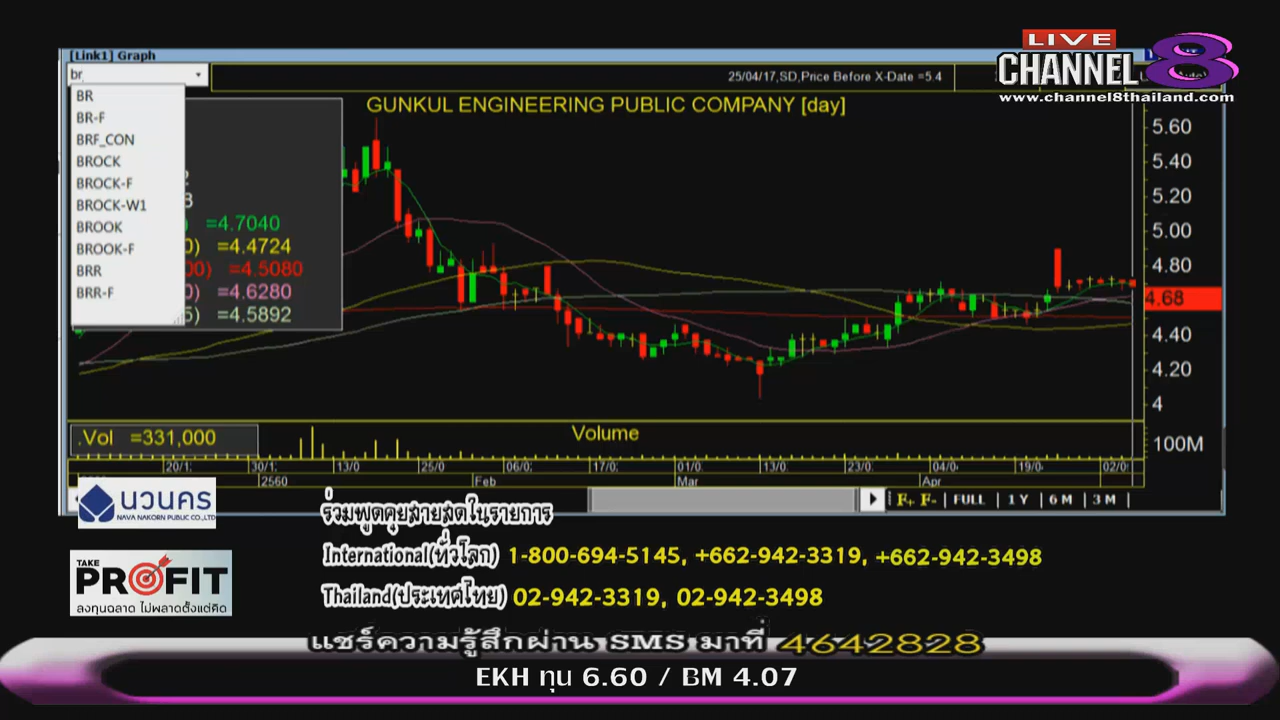 [Link1] Graph
LIVE
CHANNEL 8
www.channel8thailand.com
br
25/04/17,SD,Price Before X-Date =5.4
GUNKUL ENGINEERING PUBLIC COMPANY [day]
BR
BR-F
BRF_CON
BROCK
BROCK-F
BROCK-W1
BROOK
BROOK-F
BRR
BRR-F
=4.7040
0) =4.4724
00) =4.5080
0) =4.6280
5) =4.5892
5.60
5.40
5.20
5.00
4.80
4.68
4.40
4.20
4
100M
.Vol =331,000
Volume
20/1; 30/1; 13/0 25/0 06/0; 17/0; 01/0; 13/0; 23/0; 04/0 19/0 02/0
2560 Feb Mar Apr
F+ F- FULL 1 Y 6 M 3 M
นวนคร
NAVA NAKORN PUBLIC CO.,LTD
ร่วมพูดคุยสายสดในรายการ
International(ทั่วโลก) 1-800-694-5145, +662-942-3319, +662-942-3498
TAKE
PROFIT
ลงทุนฉลาด ไม่พลาดตั้งแต่คิด
Thailand(ประเทศไทย) 02-942-3319, 02-942-3498
แชร์ความรู้สึกผ่าน SMS มาที่ 4642828
EKH ทุน 6.60 / BM 4.07